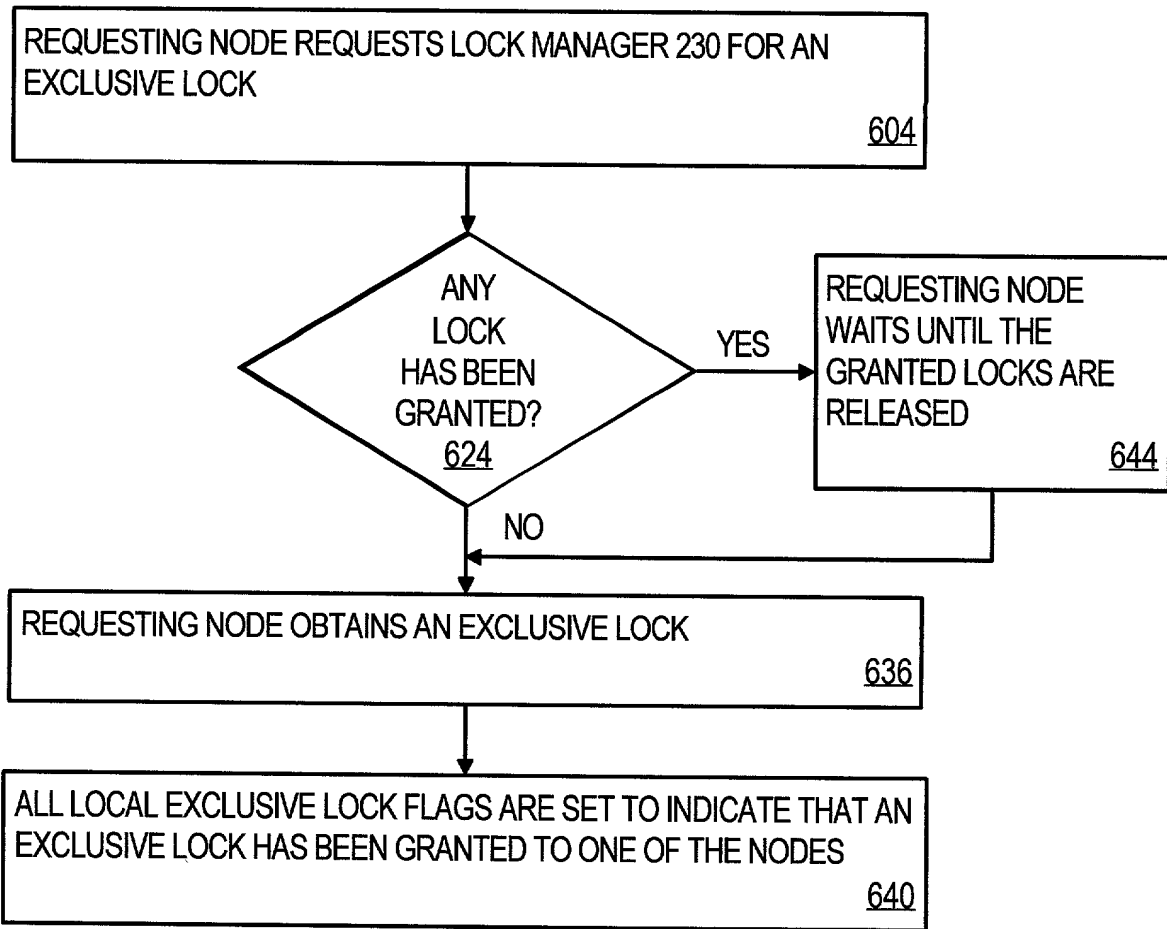 REQUESTING NODE REQUESTS LOCK MANAGER 230 FOR AN
EXCLUSIVE LOCK
604
ANY
LOCK
HAS BEEN
GRANTED?
624
YES
REQUESTING NODE
WAITS UNTIL THE
GRANTED LOCKS ARE
RELEASED
644
NO
REQUESTING NODE OBTAINS AN EXCLUSIVE LOCK
636
ALL LOCAL EXCLUSIVE LOCK FLAGS ARE SET TO INDICATE THAT AN
EXCLUSIVE LOCK HAS BEEN GRANTED TO ONE OF THE NODES
640